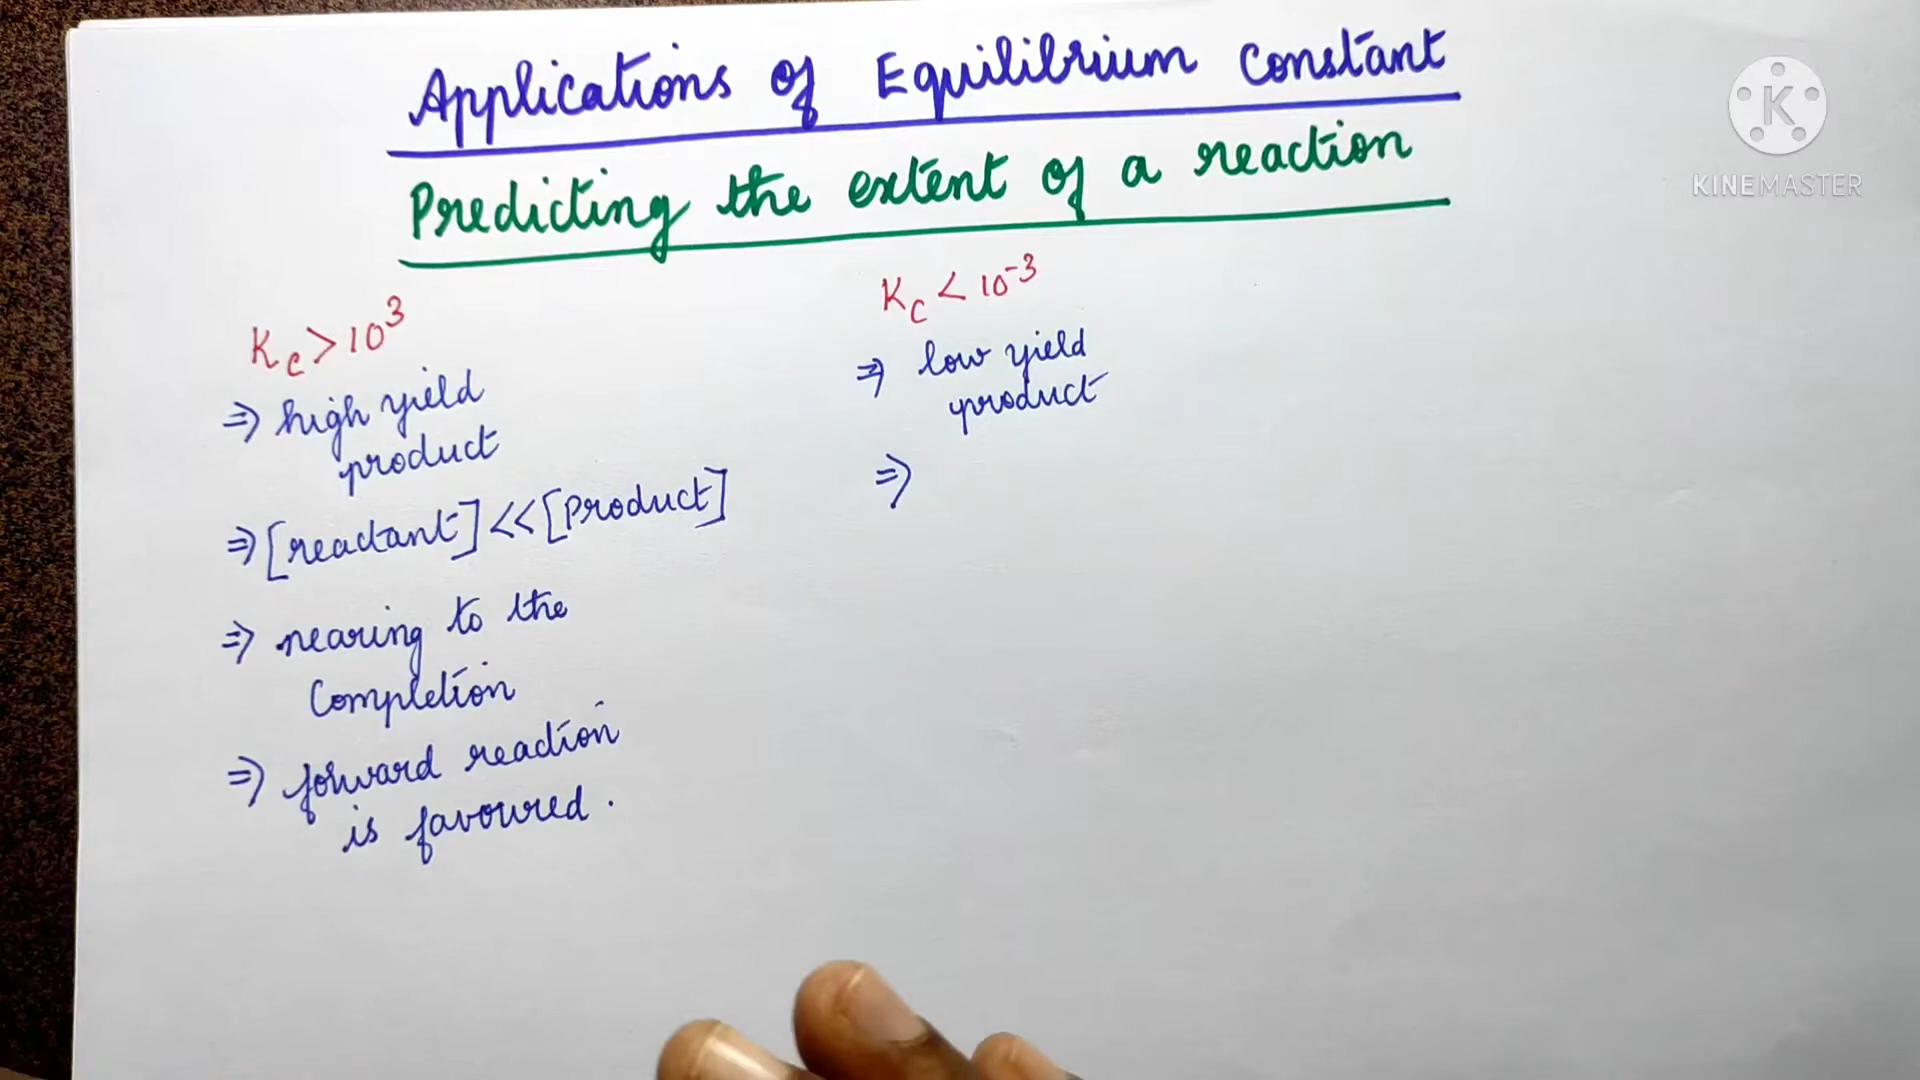 Applications of Equilibrium Constant
Predicting the extent of a reaction
Kc > 10³
⇒ high yield
product
⇒ [reactant] << [Product]
⇒ nearing to the
Completion
⇒ forward reaction
is favoured.
Kc < 10⁻³
⇒ low yield
product
⇒
K
KINEMASTER